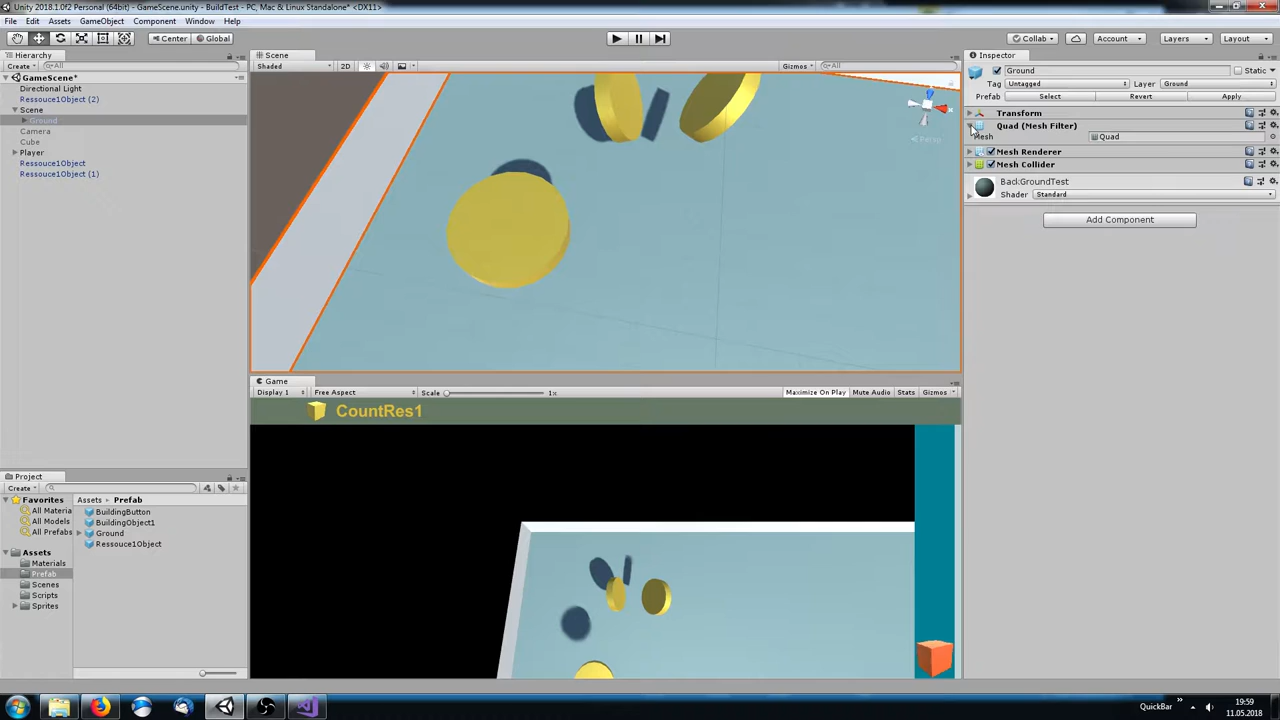 Unity 2018.1.0f2 Personal (64bit) - GameScene.unity - BuildTest - PC, Mac & Linux Standalone* <DX11>
File Edit Assets GameObject Component Window Help
Center Global Collab Account Layers Layout
Hierarchy
Create All
GameScene*
Directional Light
Ressouce1Object (2)
Scene
Ground
Camera
Cube
Player
Ressouce1Object
Ressouce1Object (1)
Scene
Shaded 2D Gizmos All
Persp
Game
Display 1 Free Aspect Scale 1x Maximize On Play Mute Audio Stats Gizmos
CountRes1
Inspector
Ground Static
Tag Untagged Layer Ground
Prefab Select Revert Apply
Transform
Quad (Mesh Filter)
Mesh Quad
Mesh Renderer
Mesh Collider
Bad:GroundTest
Shader Standard
Add Component
Project
Create
Favorites
All Materia
All Models
All Prefabs
Assets
Materials
Prefab
Scenes
Scripts
Sprites
Assets Prefab
BuildingButton
BuildingObject1
Ground
Ressouce1Object
QuickBar
19:59
11.05.2018